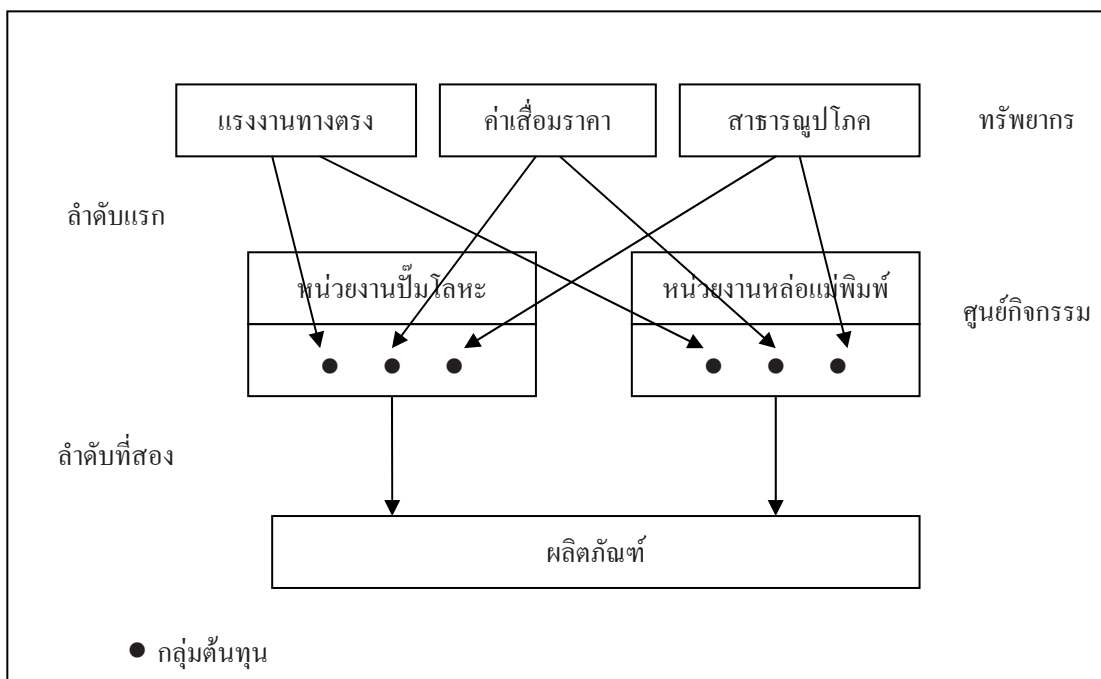 แรงงานทางตรง ค่าเสื่อมราคา สาธารณูปโภค ทรัพยากร
ลำดับแรก
หน่วยงานปั๊มโลหะ หน่วยงานหล่อแม่พิมพ์ ศูนย์กิจกรรม
ลำดับที่สอง
ผลิตภัณฑ์
● กลุ่มต้นทุน